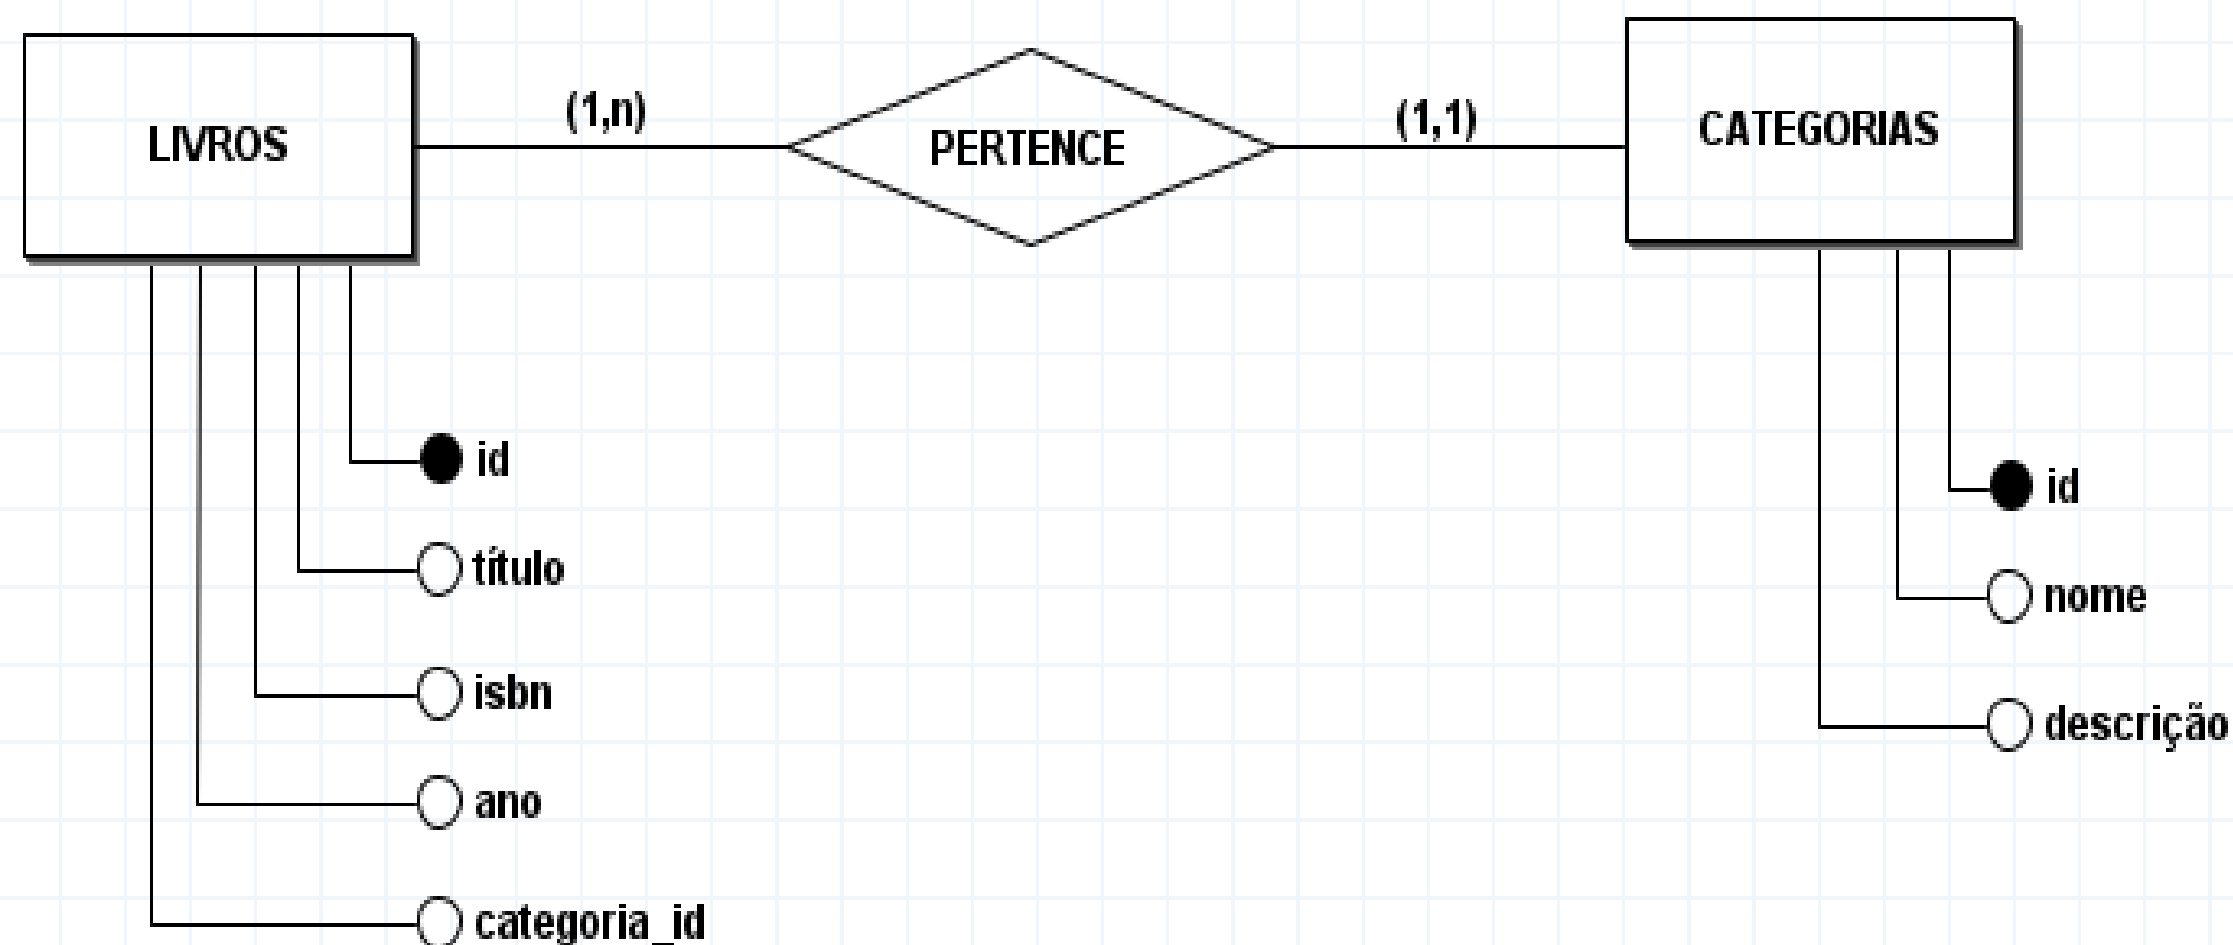 LIVROS
(1,n)
PERTENCE
(1,1)
CATEGORIAS
id
título
isbn
ano
categoria_id
id
nome
descrição